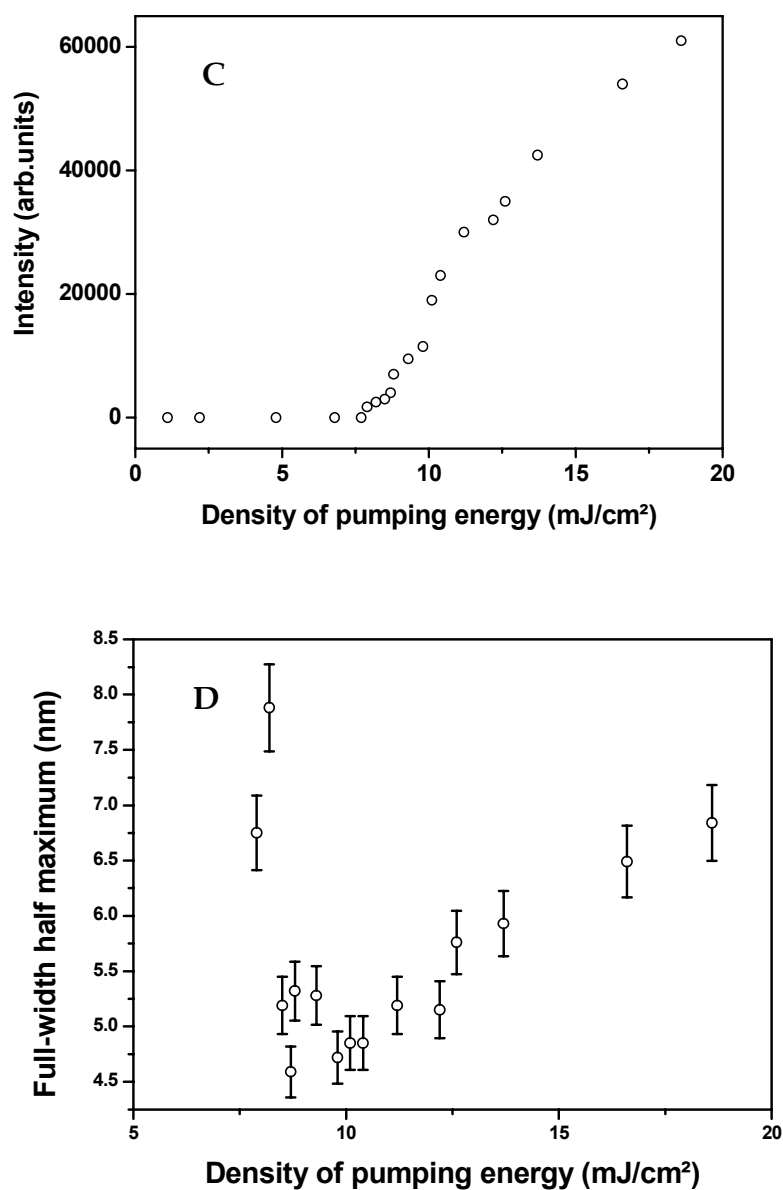 C
60000
40000
20000
0
Intensity (arb.units)
0 5 10 15 20
Density of pumping energy (mJ/cm²)
D
8.5
8.0
7.5
7.0
6.5
6.0
5.5
5.0
4.5
Full-width half maximum (nm)
5 10 15 20
Density of pumping energy (mJ/cm²)